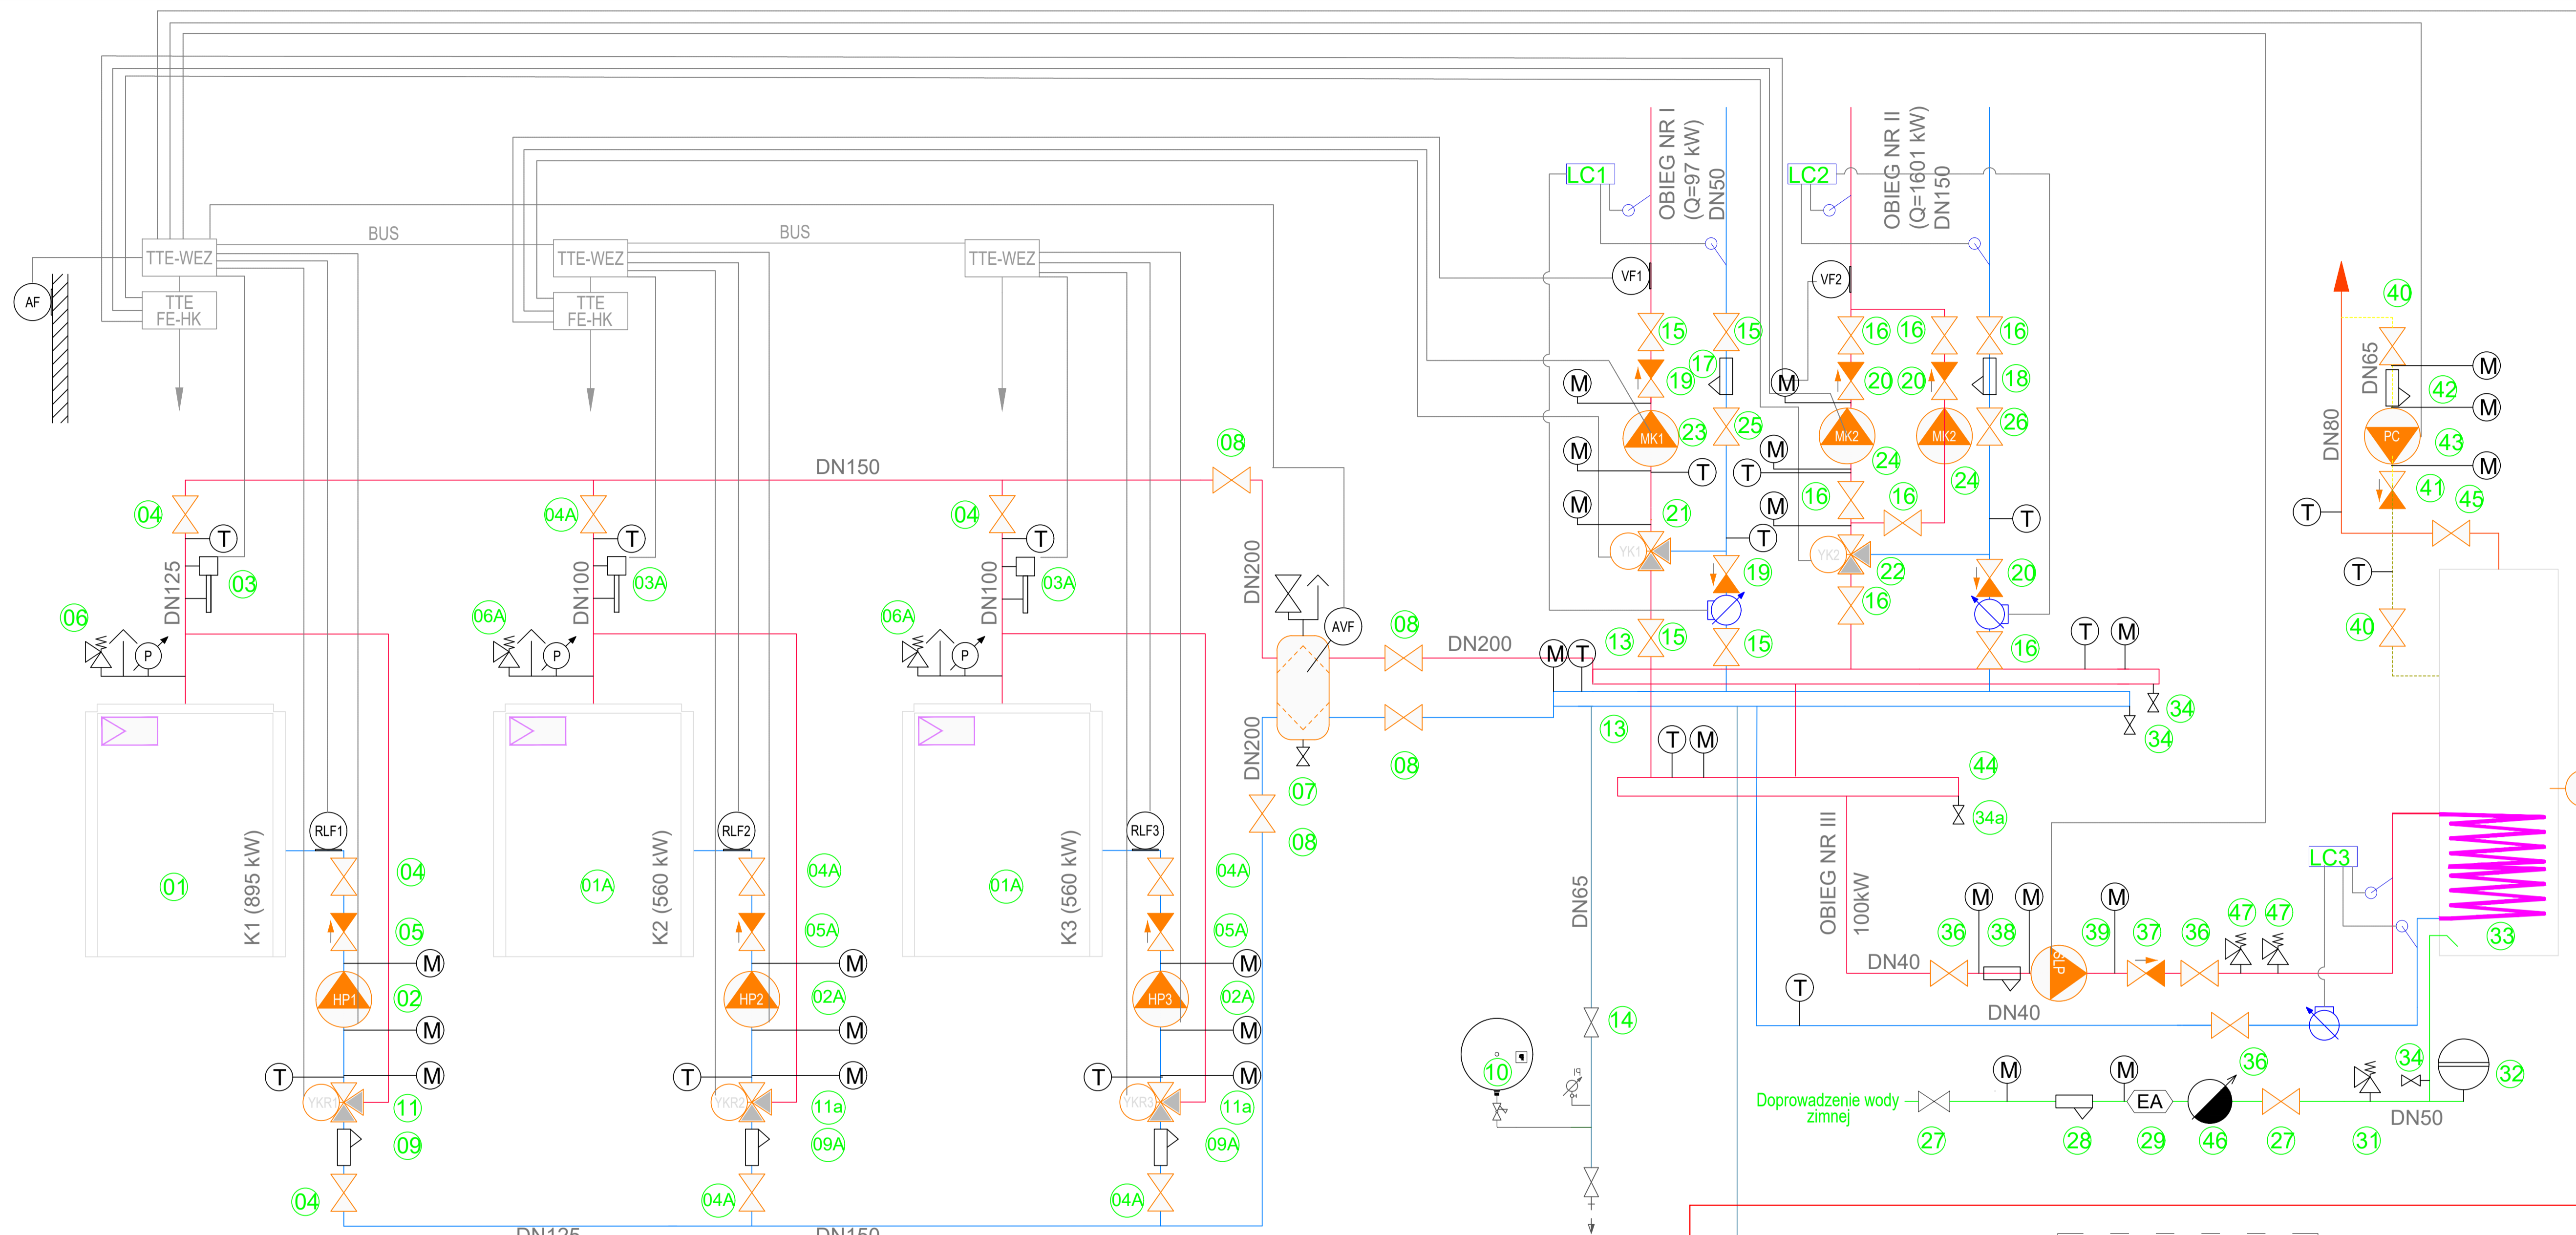 OBIEG NR I
(Q=97 kW)
DN50
OBIEG NR II
(Q=1601 kW)
DN150
LC1
LC2
BUS
BUS
TTE-WEZ
TTE-WEZ
TTE-WEZ
AF
TTE
FE-HK
TTE
FE-HK
VF1
VF2
40
15
15
16
16
16
DN65
M
17
M
19
M
20
20
18
42
M
DN80
MK1
23
25
MK2
MK2
26
PC
43
08
M
M
24
M
DN150
T
T
24
41
45
04
04A
04
M
M
16
16
21
T
T
T
T
T
T
YK1
YK2
DN200
DN125
03
DN100
03A
DN100
03A
19
22
20
T
06
06A
06A
16
AVF
08
13
15
15
16
T
M
40
P
P
P
DN200
M
T
34
34
DN200
13
T
M
08
44
07
34a
08
RLF1
RLF2
RLF3
01
K1 (895 kW)
04
01A
K2 (560 kW)
04A
01A
K3 (560 kW)
04A
OBIEG NR III
100kW
LC3
DN65
M
M
M
05
05A
05A
36
38
39
37
36
47
47
33
M
M
M
DN40
SLP
HP1
02
HP2
02A
HP3
02A
T
DN40
14
M
M
M
T
M
T
M
T
M
10
M
M
36
34
32
YKR1
11
YKR2
11a
YKR3
11a
Doprowadzenie wody
zimnej
EA
DN50
09
09A
09A
27
28
29
46
27
31
04
04A
04A
DN125
DN150